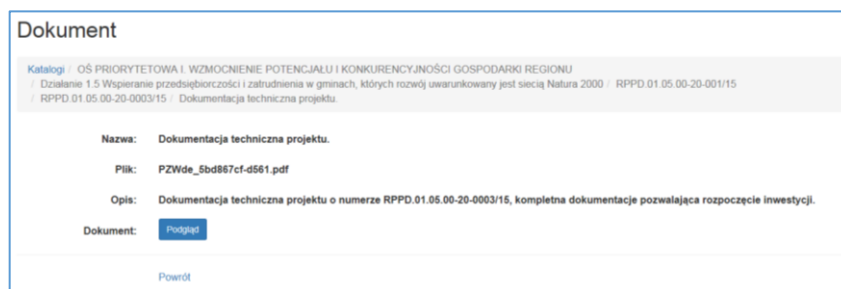 Dokument
Katalogi / OŚ PRIORYTETOWA I. WZMOCNIENIE POTENCJAŁU I KONKURENCYJNOŚCI GOSPODARKI REGIONU
/ Działanie 1.5 Wspieranie przedsiębiorczości i zatrudnienia w gminach, których rozwój uwarunkowany jest siecią Natura 2000 / RPPD.01.05.00-20-001/15
/ RPPD.01.05.00-20-0003/15 / Dokumentacja techniczna projektu.
Nazwa: Dokumentacja techniczna projektu.
Plik: PZWde_5bd867cf-d561.pdf
Opis: Dokumentacja techniczna projektu o numerze RPPD.01.05.00-20-0003/15, kompletna dokumentacje pozwalająca rozpoczęcie inwestycji.
Dokument: Podgląd
Powrót